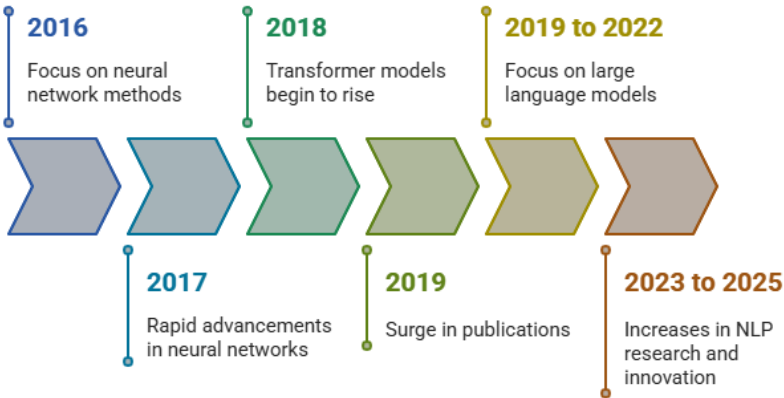 2016
Focus on neural
network methods
2017
Rapid advancements
in neural networks
2018
Transformer models
begin to rise
2019
Surge in publications
2019 to 2022
Focus on large
language models
2023 to 2025
Increases in NLP
research and
innovation